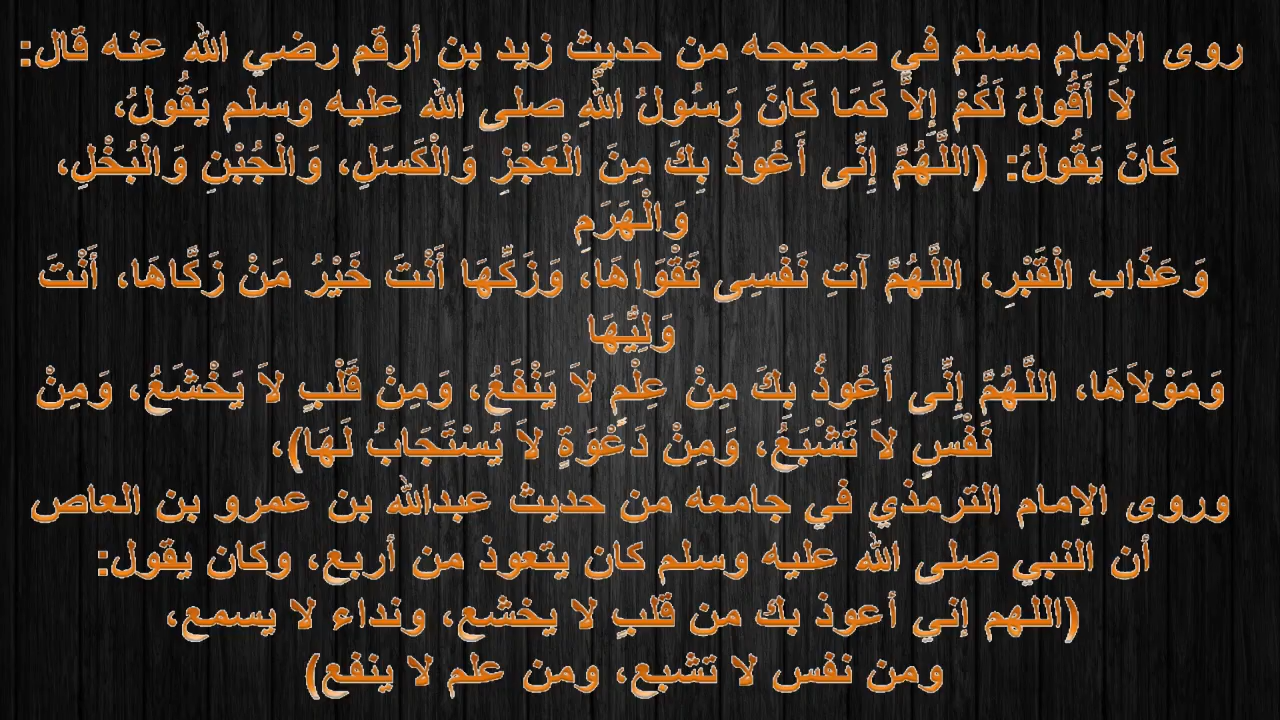 روى الإمام مسلم في صحيحه من حديث زيد بن أرقم رضي الله عنه قال:
لاَ أَقُولُ لَكُمْ إِلاَّ كَمَا كَانَ رَسُولُ اللَّهِ صلى الله عليه وسلم يَقُولُ،
كَانَ يَقُولُ: (اللَّهُمَّ إِنِّى أَعُوذُ بِكَ مِنَ الْعَجْزِ وَالْكَسَلِ، وَالْجُبْنِ وَالْبُخْلِ،
وَالْهَرَمِ
وَعَذَابِ الْقَبْرِ، اللَّهُمَّ آتِ نَفْسِى تَقْوَاهَا، وَزَكِّهَا أَنْتَ خَيْرُ مَنْ زَكَّاهَا، أَنْتَ
وَلِيُّهَا
وَمَوْلاَهَا، اللَّهُمَّ إِنِّى أَعُوذُ بِكَ مِنْ عِلْمٍ لاَ يَنْفَعُ، وَمِنْ قَلْبٍ لاَ يَخْشَعُ، وَمِنْ
نَفْسٍ لاَ تَشْبَعُ، وَمِنْ دَعْوَةٍ لاَ يُسْتَجَابُ لَهَا)،
وروى الإمام الترمذي في جامعه من حديث عبدالله بن عمرو بن العاص
أن النبي صلى الله عليه وسلم كان يتعوذ من أربع، وكان يقول:
(اللهم إني أعوذ بك من قلبٍ لا يخشع، ونداء لا يسمع،
ومن نفس لا تشبع، ومن علم لا ينفع)